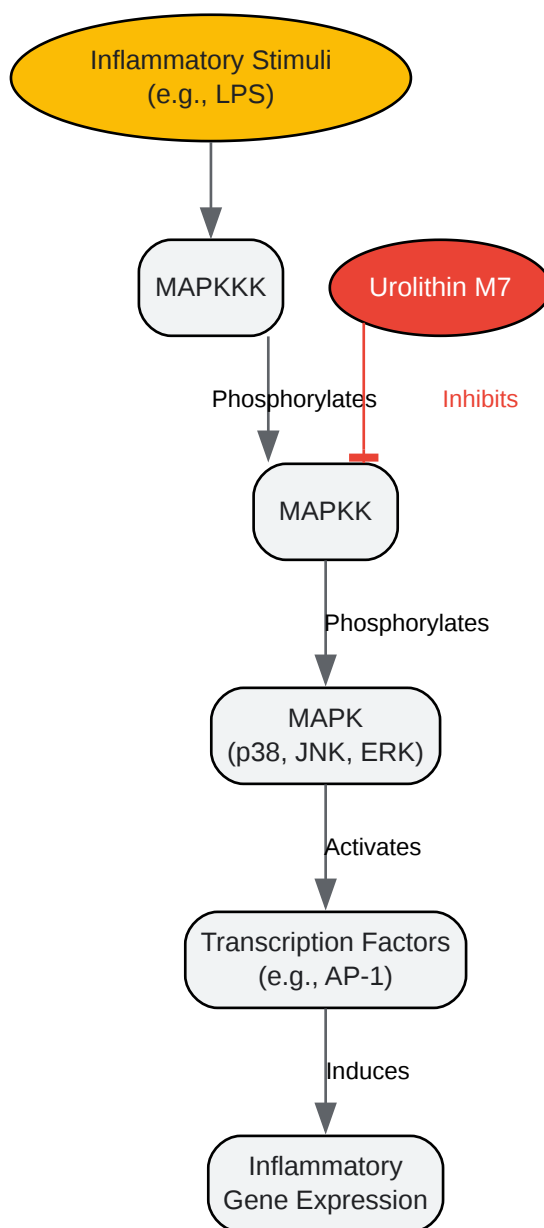 Inflammatory Stimuli
(e.g., LPS)
MAPKKK
Urolithin M7
Phosphorylates
Inhibits
MAPKK
Phosphorylates
MAPK
(p38, JNK, ERK)
Activates
Transcription Factors
(e.g., AP-1)
Induces
Inflammatory
Gene Expression